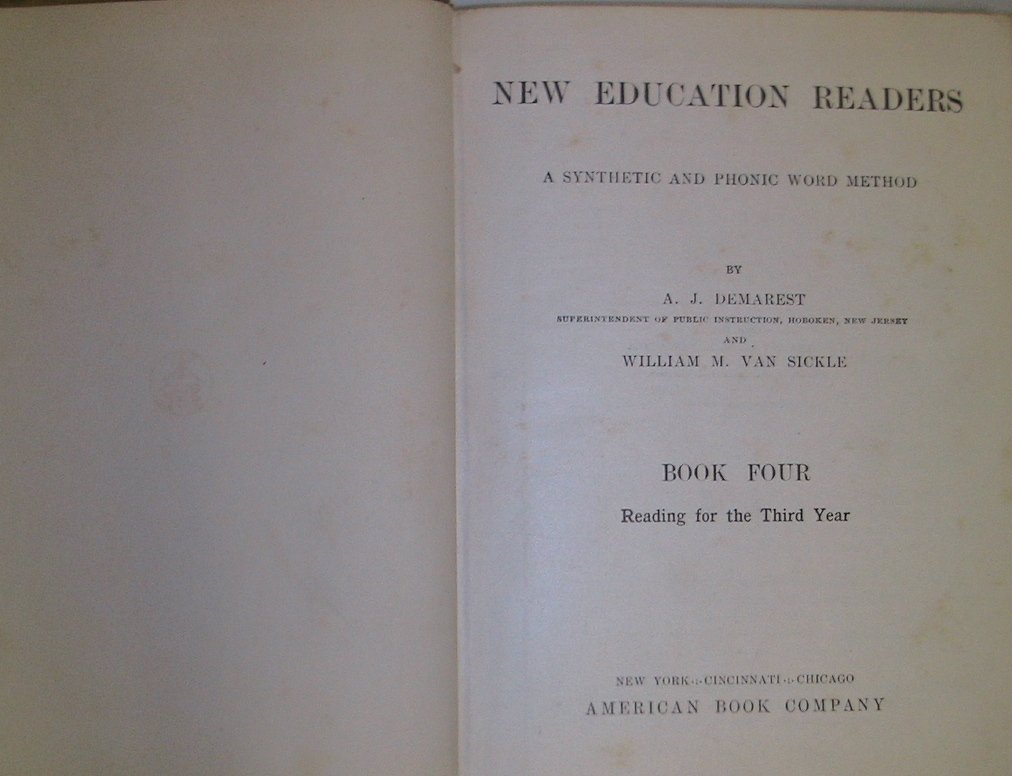 NEW EDUCATION READERS
A SYNTHETIC AND PHONIC WORD METHOD
BY
A. J. DEMAREST
SUPERINTENDENT OF PUBLIC INSTRUCTION, HOBOKEN, NEW JERSEY
AND
WILLIAM M. VAN SICKLE
BOOK FOUR
Reading for the Third Year
NEW YORK ·:· CINCINNATI ·:· CHICAGO
AMERICAN BOOK COMPANY